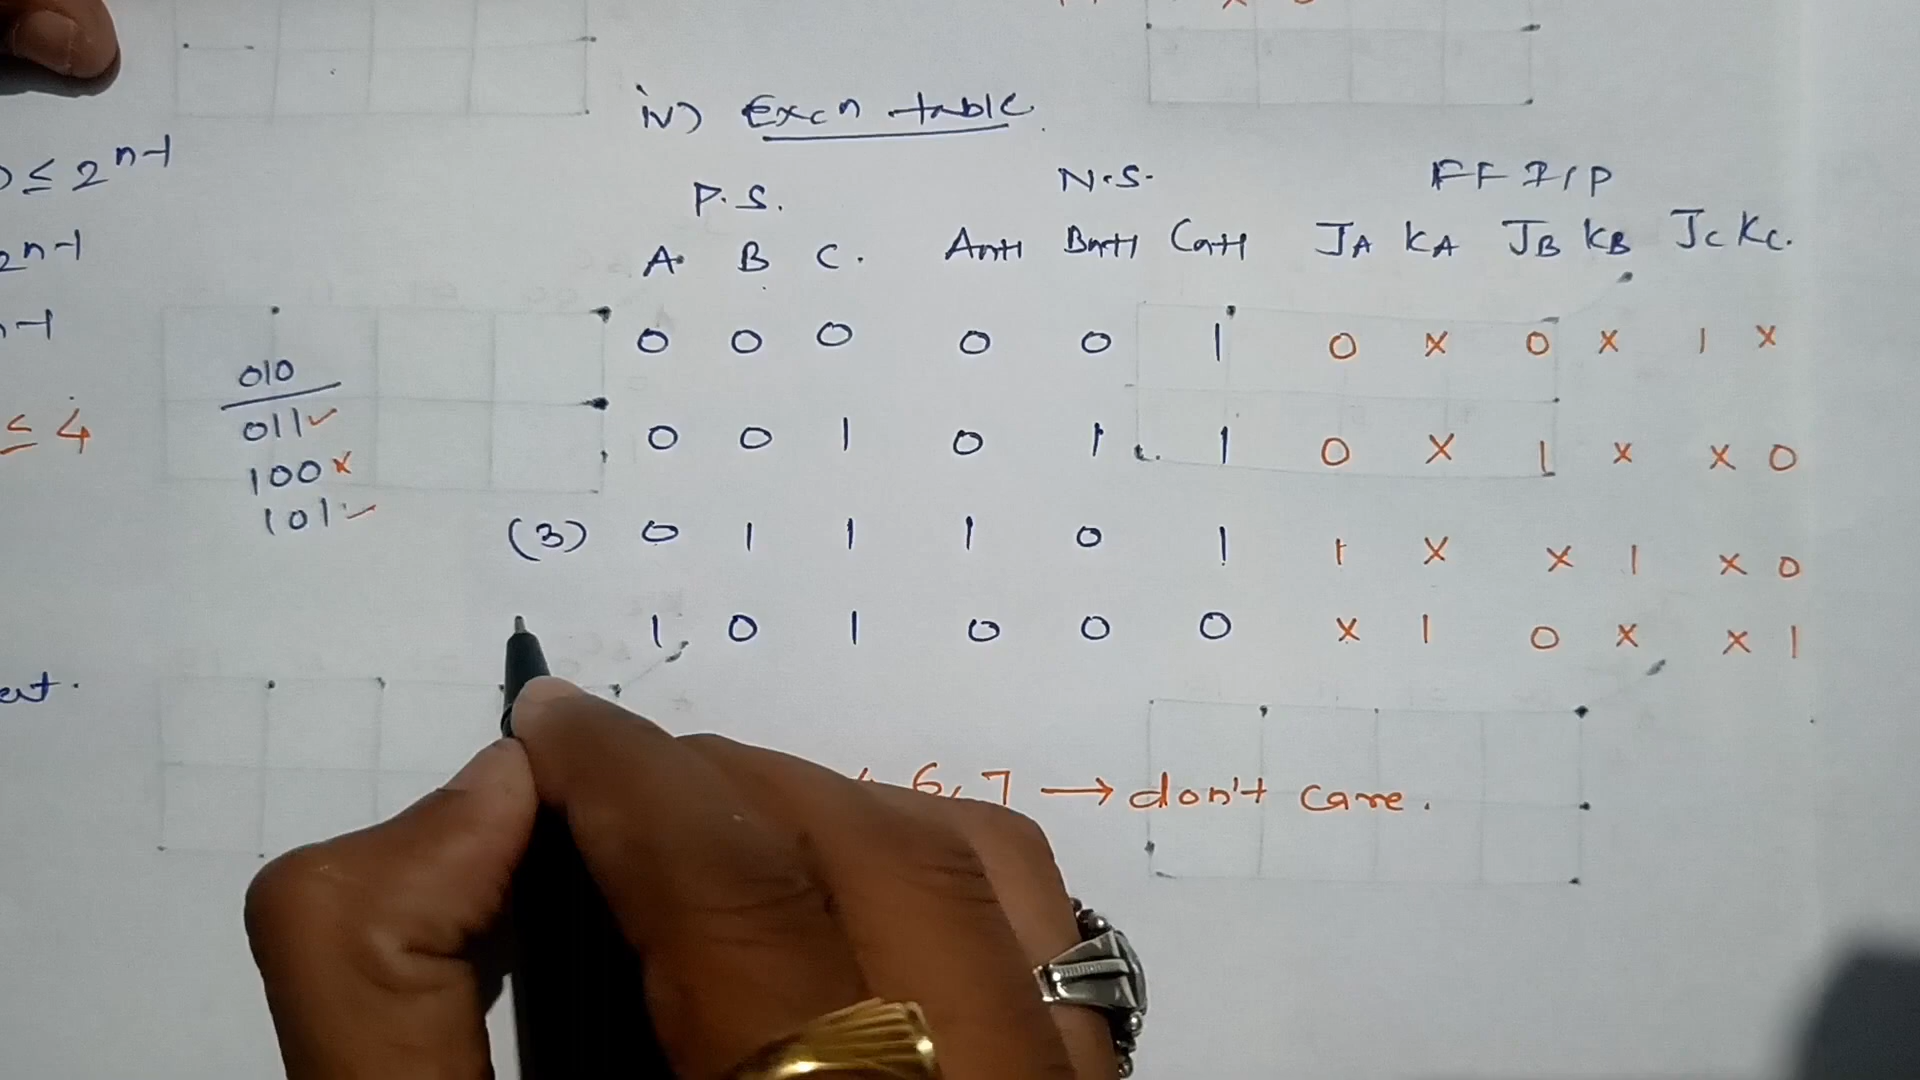 ≤ 2^n-1
2^n-1
n-1
≤ 4
010
011 ✓
100 x
101 ✓
iv) Excn table
P.S. N.S. FF I/P
A B C. An+1 Bn+1 Cn+1 JA KA JB KB JC KC.
0 0 0 0 0 1 0 x 0 x 1 x
0 0 1 0 1 1 0 x 1 x x 0
(3) 0 1 1 1 0 1 1 x x 1 x 0
1 0 1 0 0 0 x 1 0 x x 1
6, 7 → don't care.